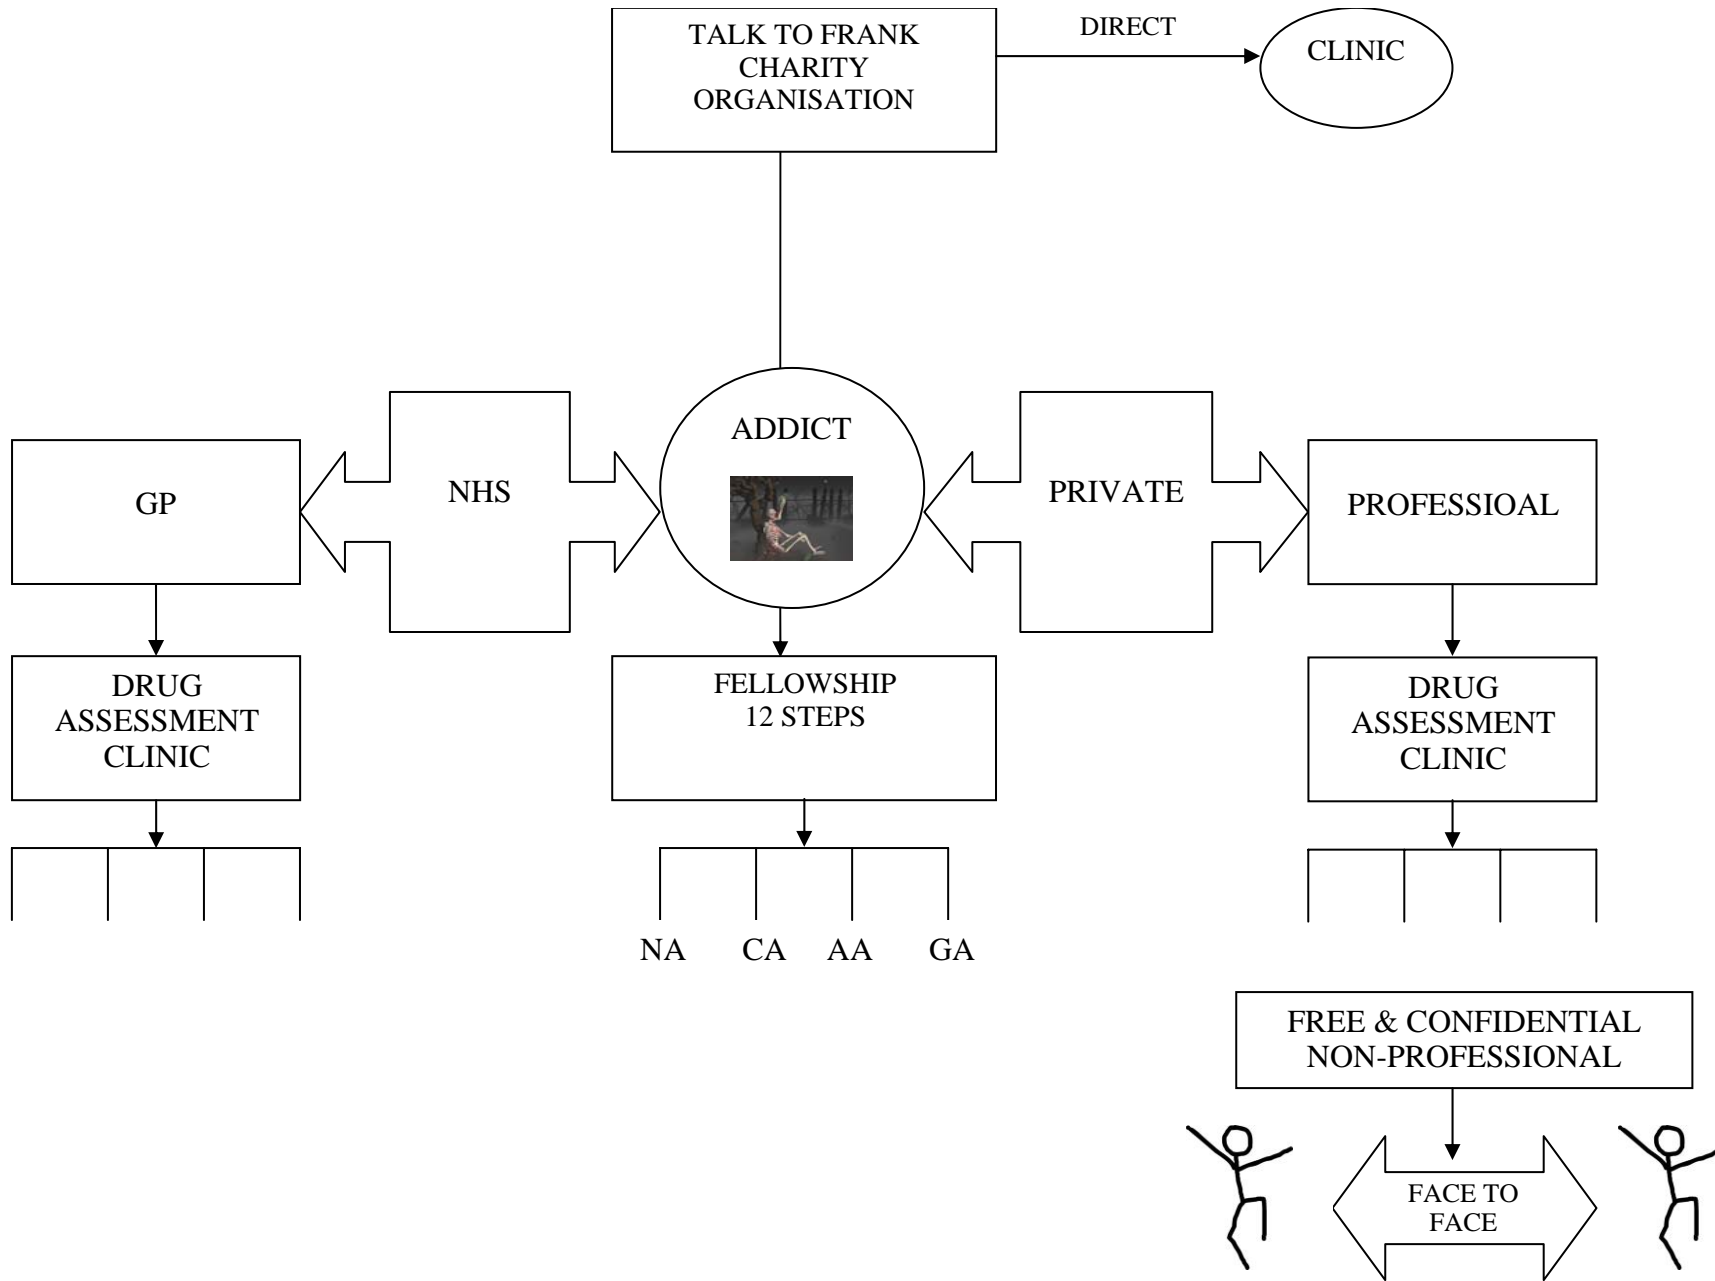 TALK TO FRANK
CHARITY
ORGANISATION
DIRECT
CLINIC
GP
NHS
ADDICT
PRIVATE
PROFESSIOAL
DRUG
ASSESSMENT
CLINIC
FELLOWSHIP
12 STEPS
DRUG
ASSESSMENT
CLINIC
NA
CA
AA
GA
FREE & CONFIDENTIAL
NON-PROFESSIONAL
FACE TO
FACE